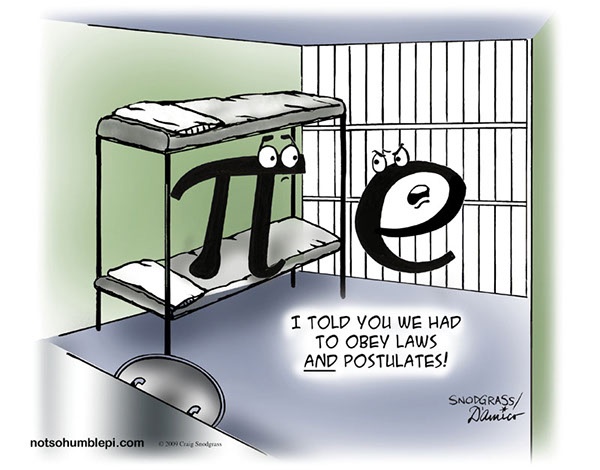 π e
I TOLD YOU WE HAD
TO OBEY LAWS
AND POSTULATES!
SNODGRASS/
D'Amico
notsohumblepi.com © 2009 Craig Snodgrass